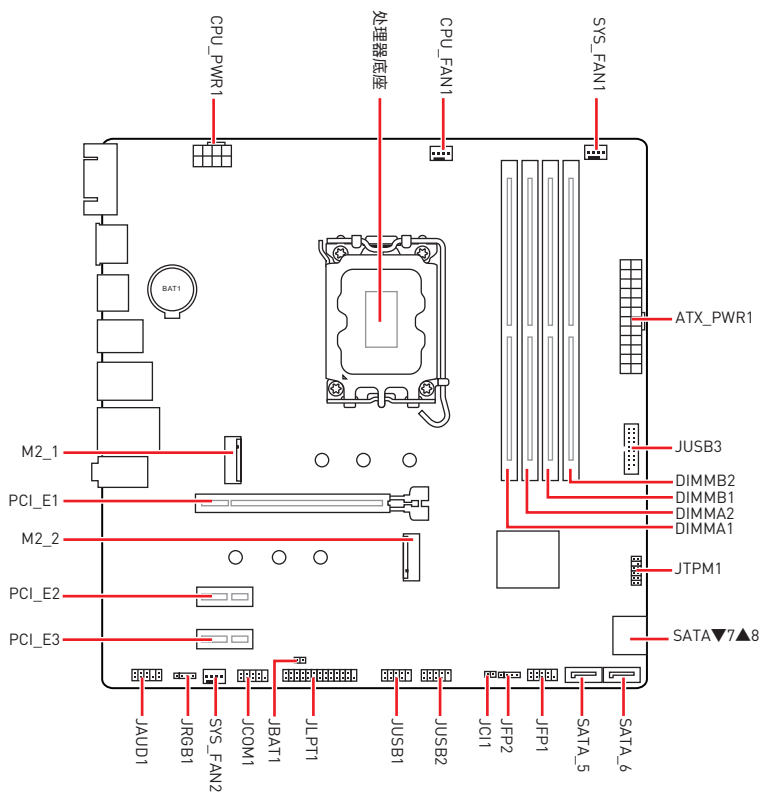 CPU_PWR1
处理器底座
CPU_FAN1
SYS_FAN1
BAT1
ATX_PWR1
JUSB3
M2_1
DIMMB2
DIMMB1
PCI_E1
DIMMA2
DIMMA1
M2_2
JTPM1
PCI_E2
PCI_E3
SATA▼7▲8
JAUD1
JRGB1
SYS_FAN2
JCOM1
JBAT1
JLPT1
JUSB1
JUSB2
JCI1
JFP2
JFP1
SATA_5
SATA_6